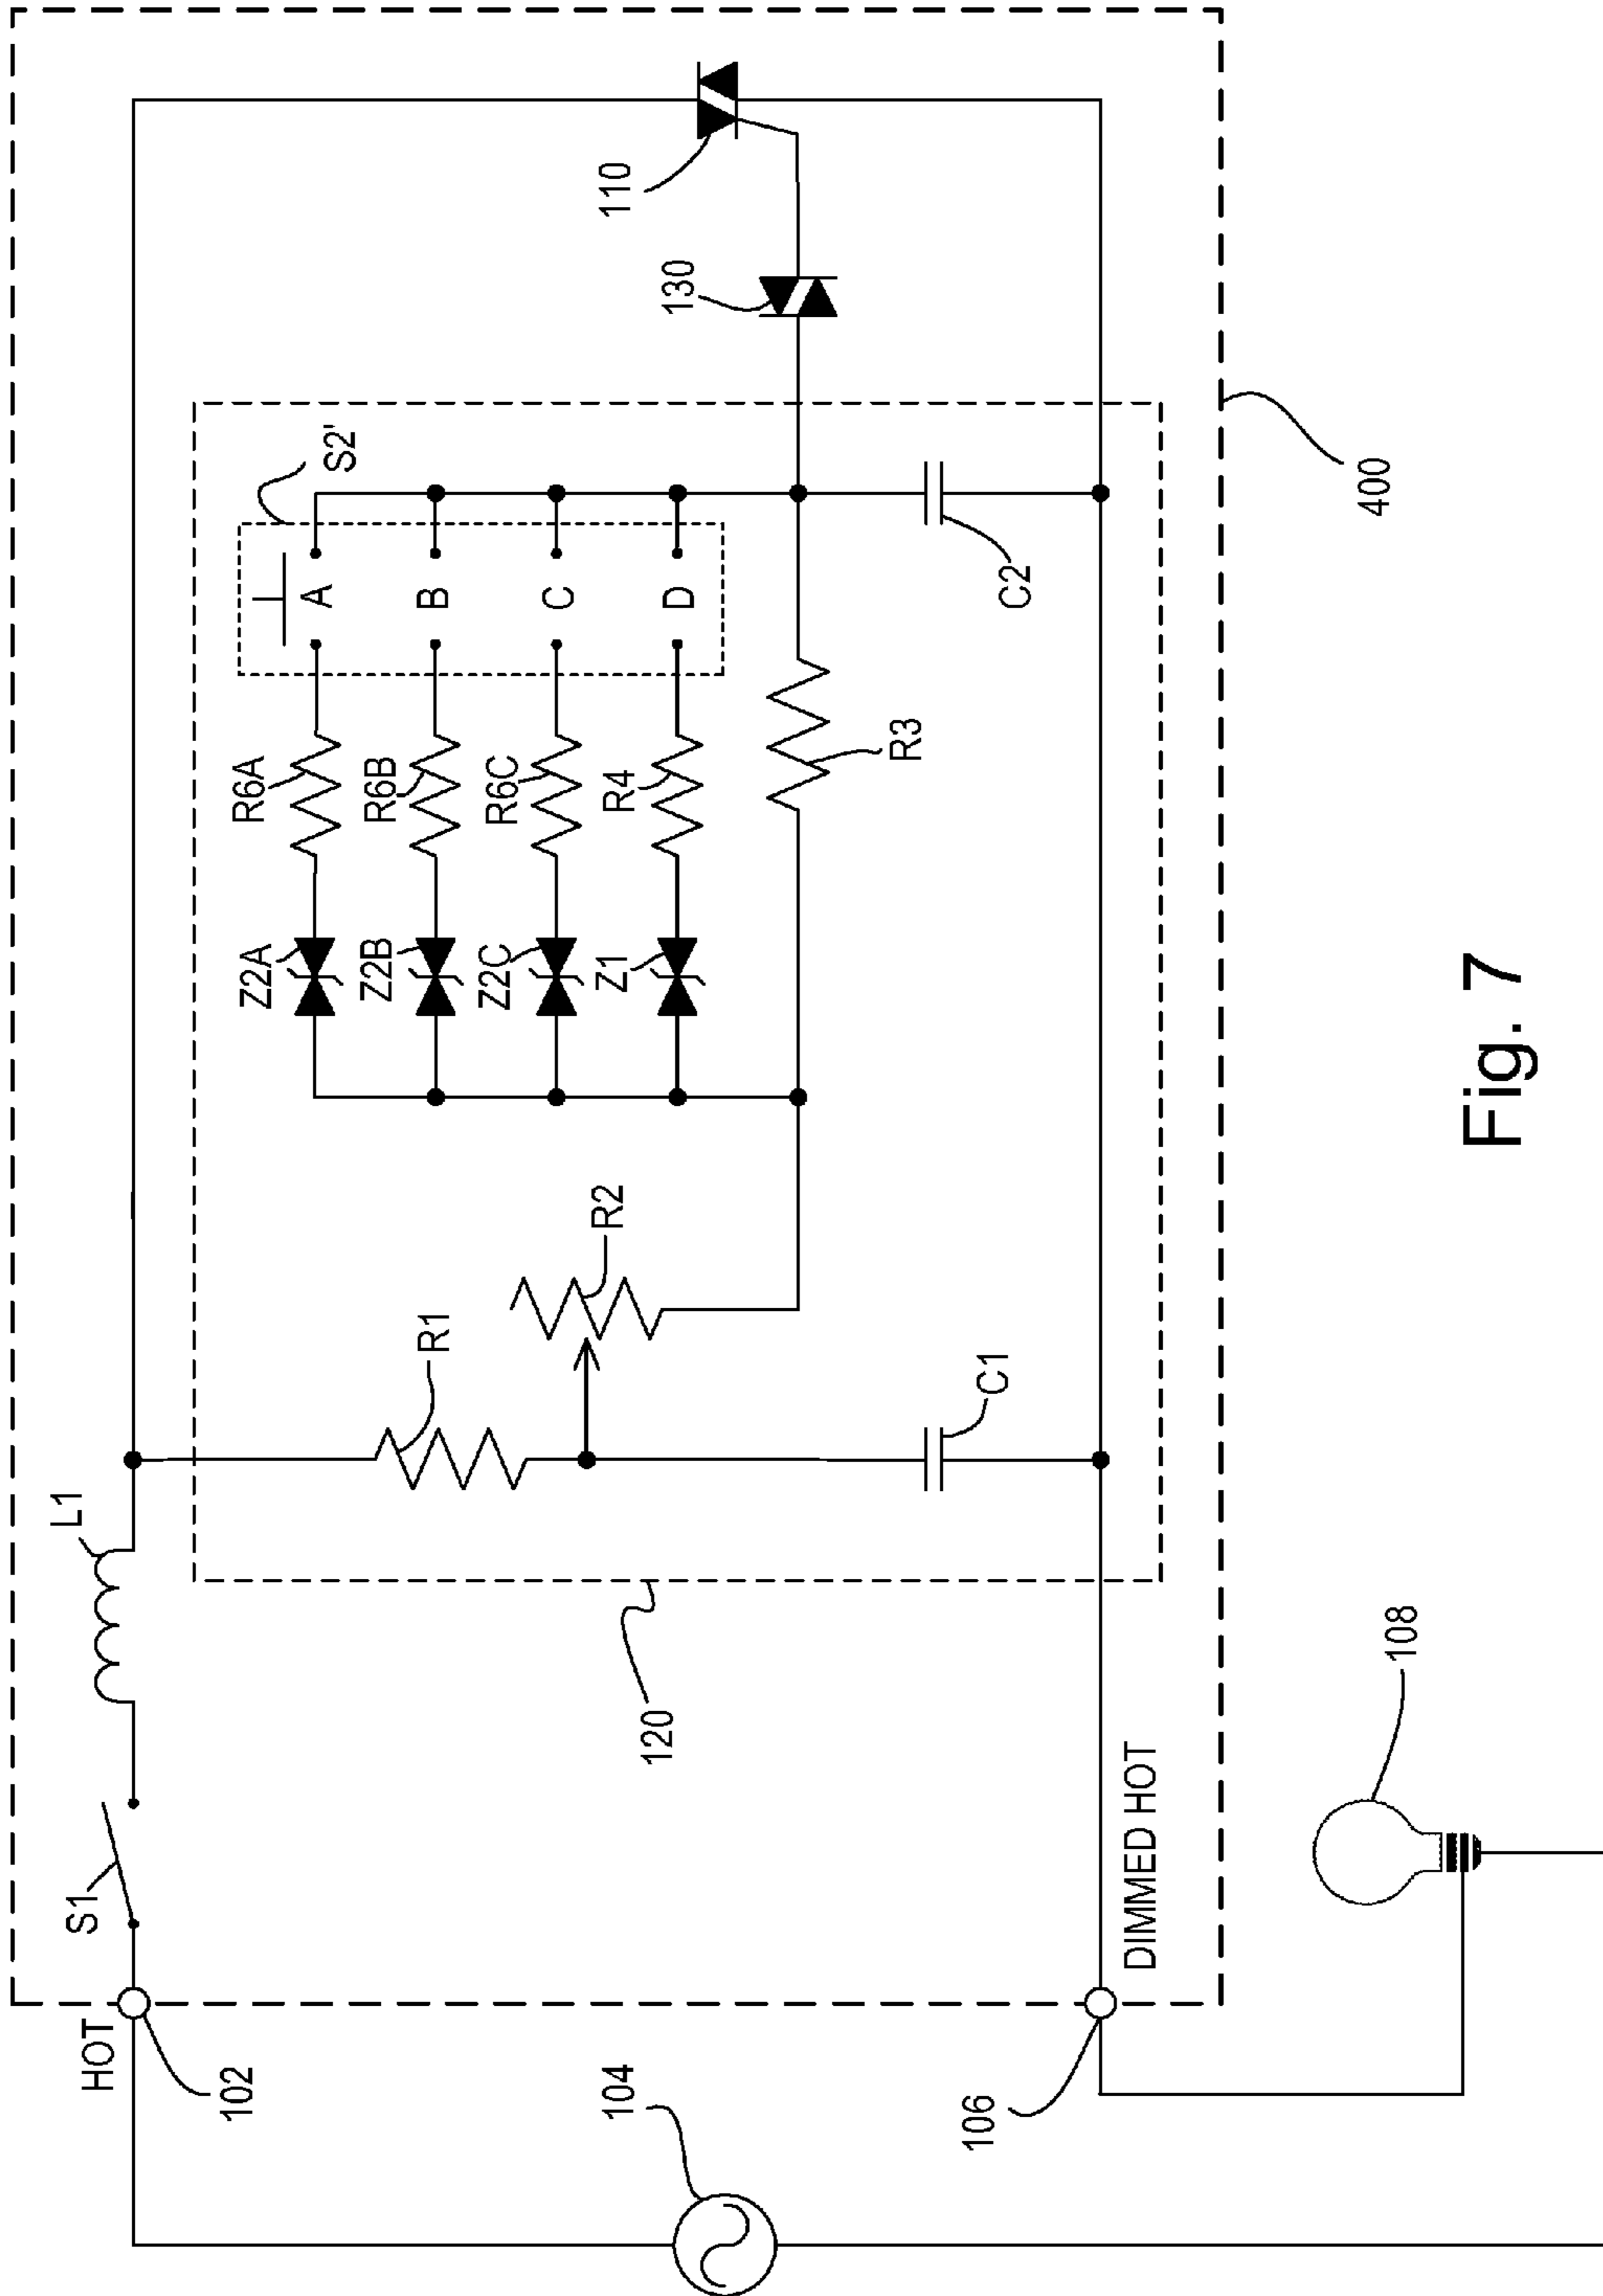 HOT
102
S1
L1
104
R1
R2
Z2A
Z2B
Z2C
Z1
R6A
R6B
R6C
R4
A
B
C
D
S2'
R3
130
110
C1
C2
120
DIMMED HOT
106
108
400
Fig. 7